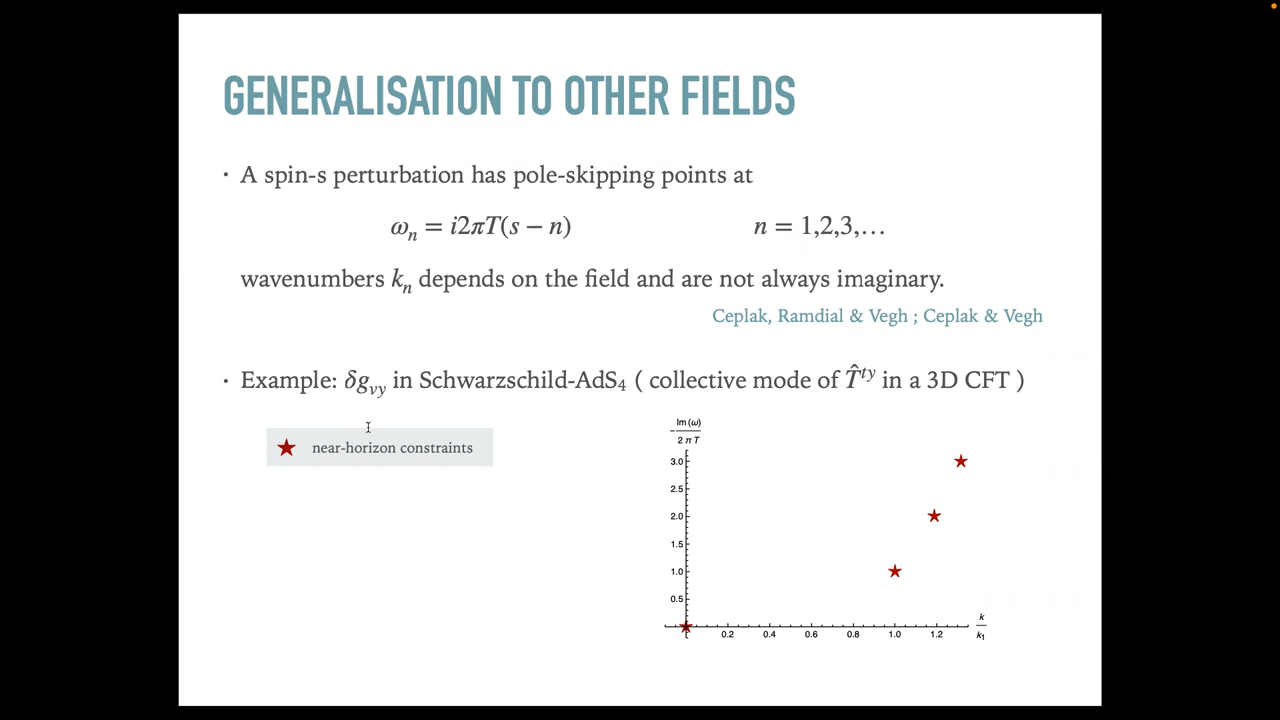 GENERALISATION TO OTHER FIELDS
• A spin-s perturbation has pole-skipping points at
ωn = i2πT(s − n) n = 1,2,3,…
wavenumbers kn depends on the field and are not always imaginary.
Ceplak, Ramdial & Vegh ; Ceplak & Vegh
• Example: δgvy in Schwarzschild-AdS4 ( collective mode of T̂ty in a 3D CFT )
★ near-horizon constraints
− Im (ω)
2 π T
3.0
2.5
2.0
1.5
1.0
0.5
0.2 0.4 0.6 0.8 1.0 1.2
k
k1